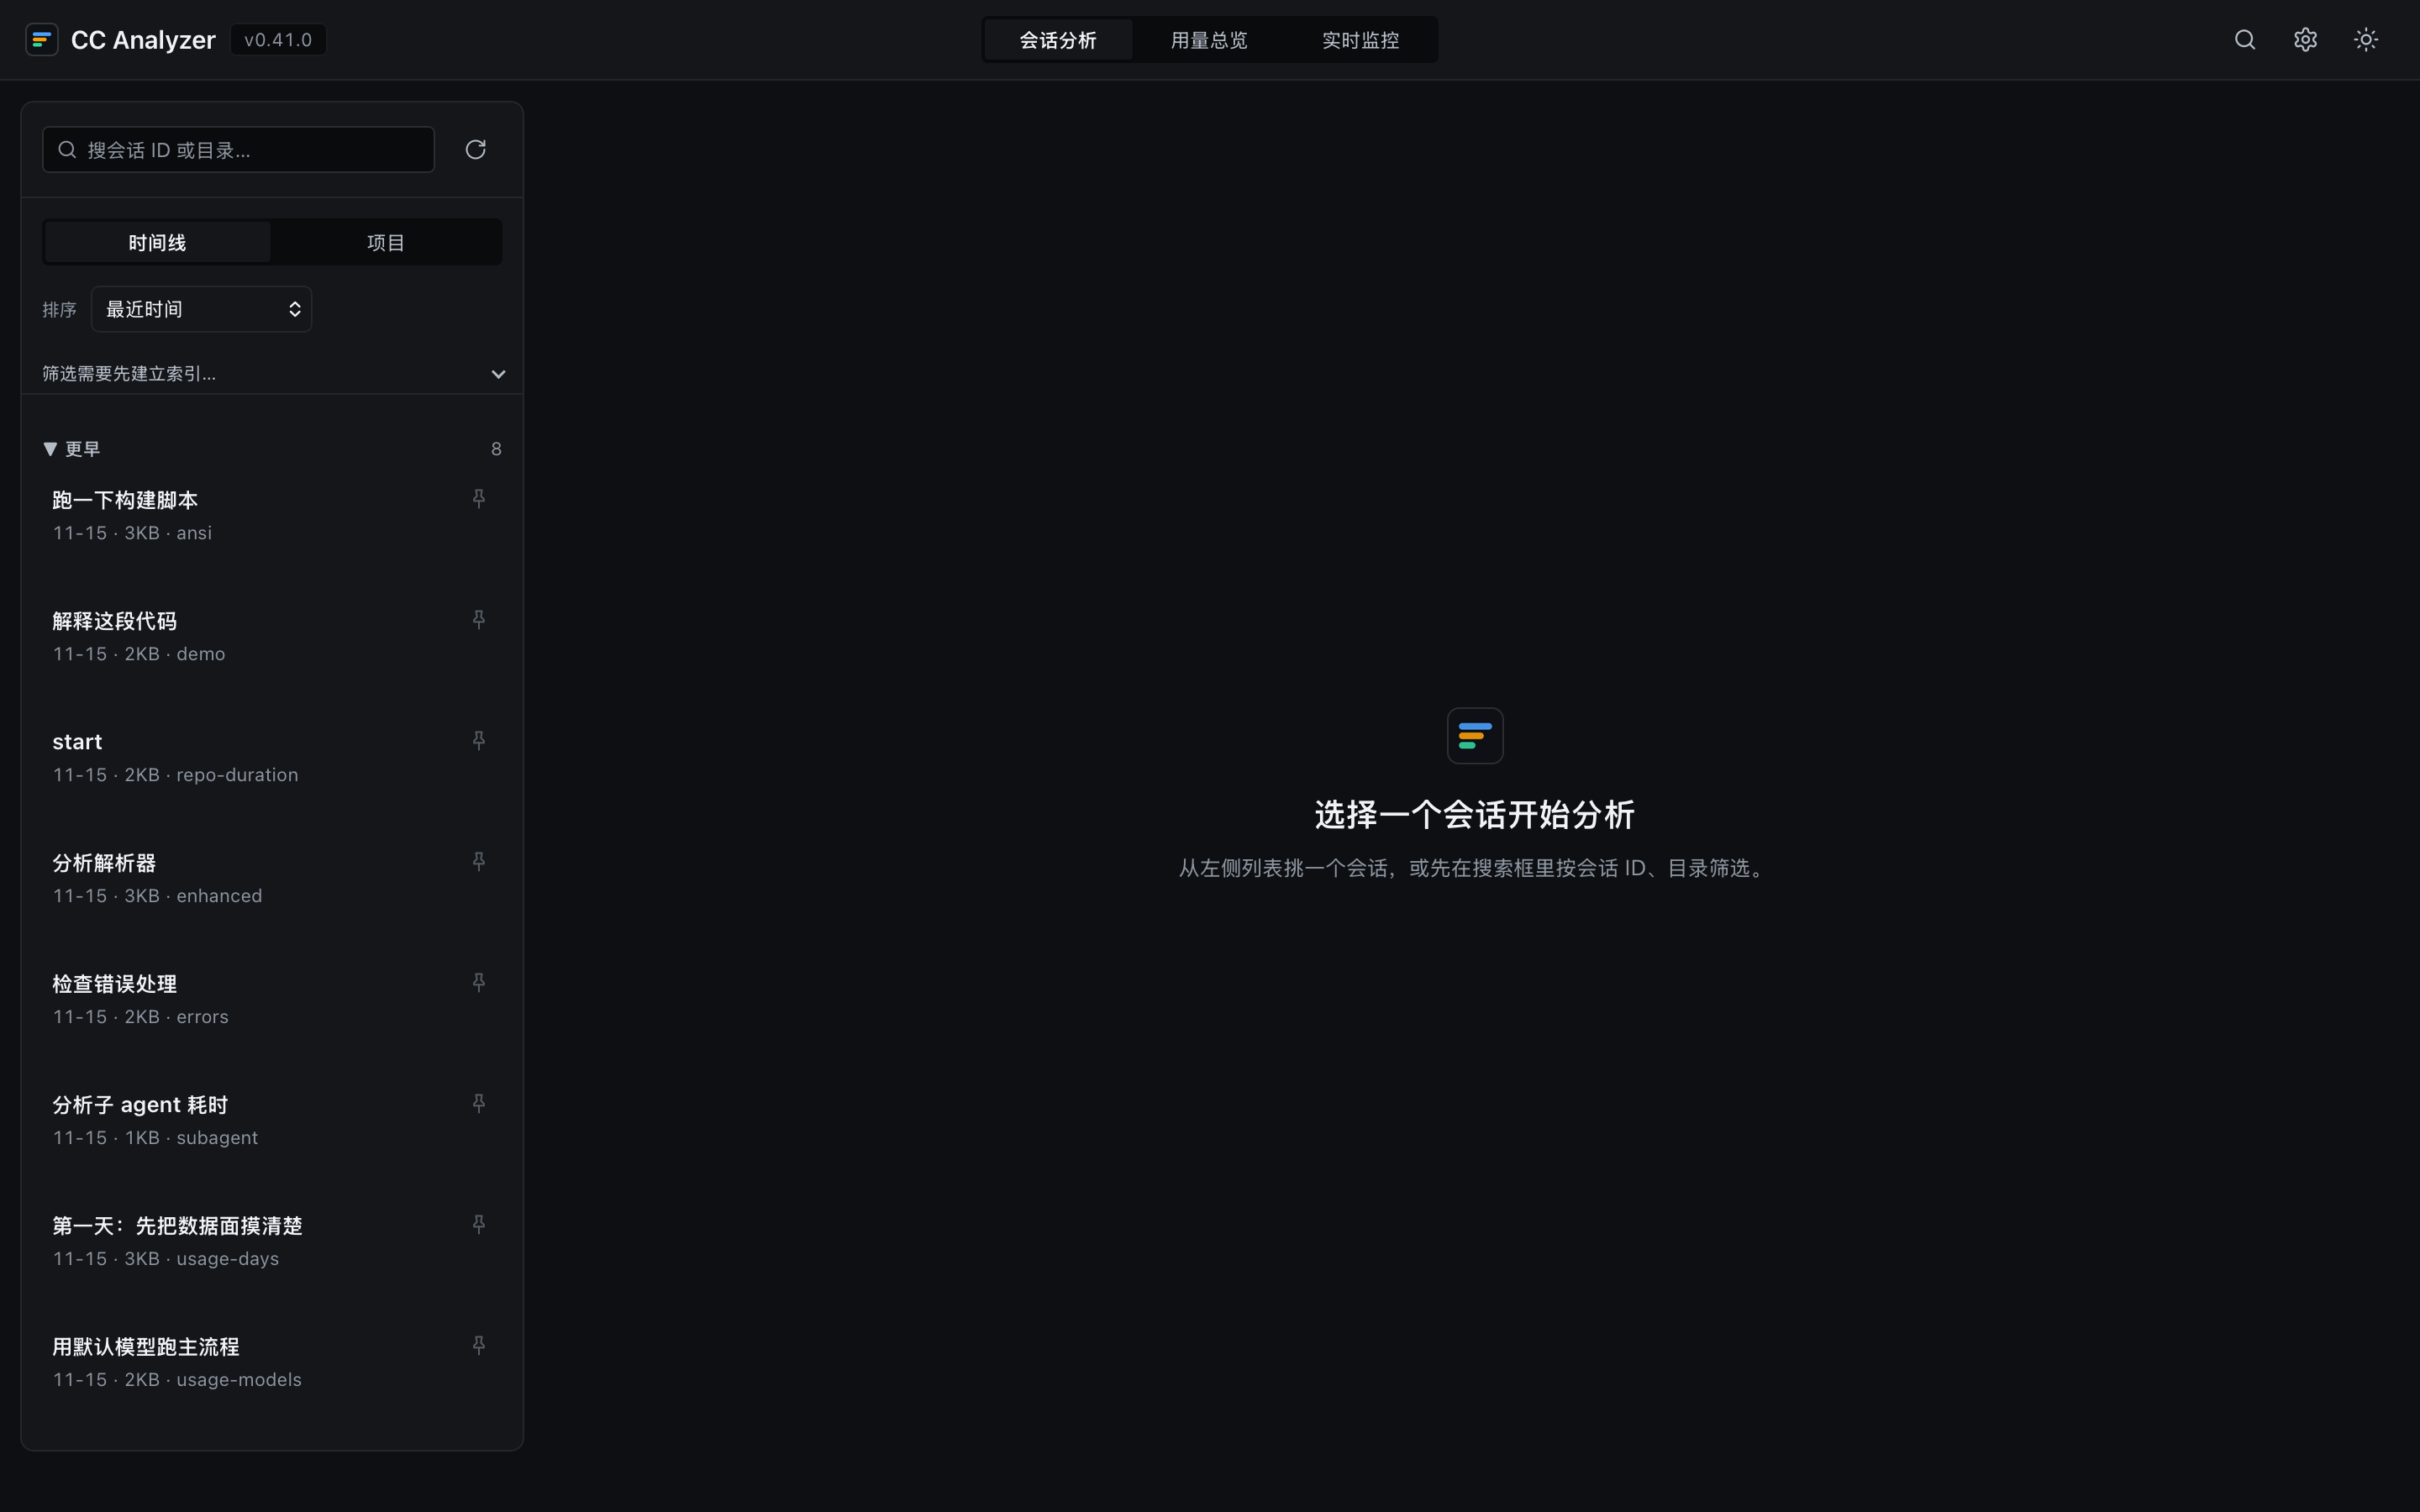 CC Analyzer v0.41.0
会话分析 用量总览 实时监控
搜会话 ID 或目录...
时间线 项目
排序 最近时间
筛选需要先建立索引...
更早 8
跑一下构建脚本
11-15 · 3KB · ansi
解释这段代码
11-15 · 2KB · demo
start
11-15 · 2KB · repo-duration
分析解析器
11-15 · 3KB · enhanced
检查错误处理
11-15 · 2KB · errors
分析子 agent 耗时
11-15 · 1KB · subagent
第一天：先把数据面摸清楚
11-15 · 3KB · usage-days
用默认模型跑主流程
11-15 · 2KB · usage-models
选择一个会话开始分析
从左侧列表挑一个会话，或先在搜索框里按会话 ID、目录筛选。